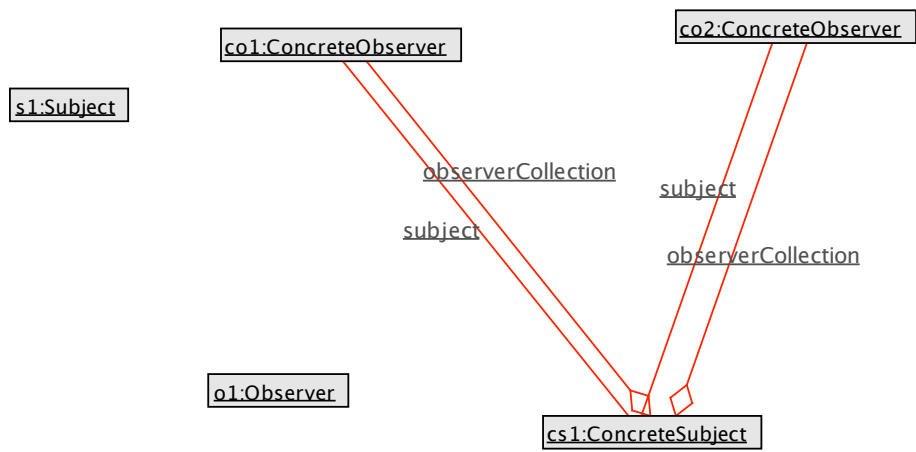 co2:ConcreteObserver
co1:ConcreteObserver
s1:Subject
observerCollection
subject
subject
observerCollection
o1:Observer
cs1:ConcreteSubject